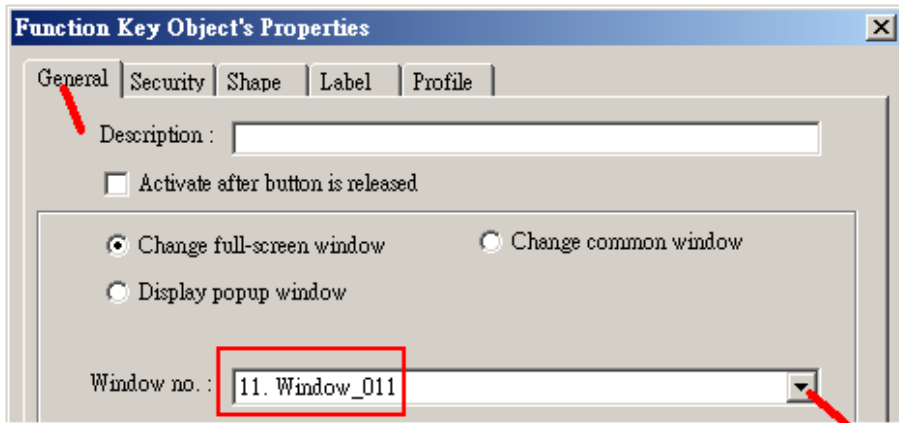 Function Key Object's Properties
General Security Shape Label Profile
Description :
Activate after button is released
Change full-screen window Change common window
Display popup window
Window no. : 11. Window_011